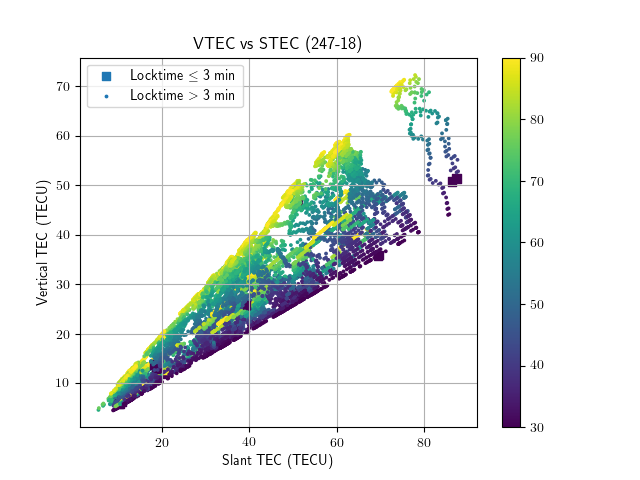 VTEC vs STEC (247-18)
Locktime ≤ 3 min
Locktime > 3 min
Vertical TEC (TECU)
70
60
50
40
30
20
10
20 40 60 80
Slant TEC (TECU)
90
80
70
60
50
40
30